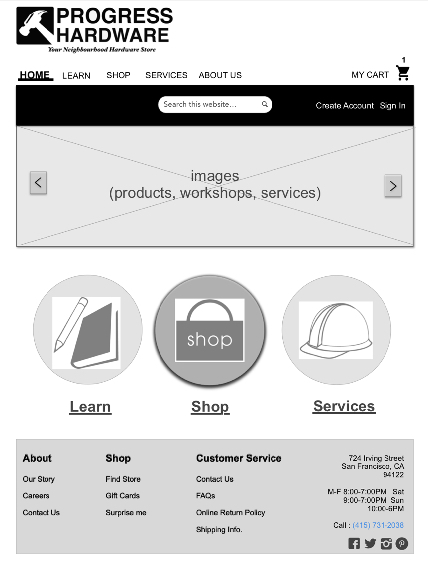 PROGRESS
HARDWARE
Your Neighbourhood Hardware Store
HOME LEARN SHOP SERVICES ABOUT US MY CART 1
Search this website... Create Account Sign In
images
(products, workshops, services)
shop
Learn Shop Services
About Shop Customer Service
Our Story Find Store Contact Us
Careers Gift Cards FAQs
Contact Us Surprise me Online Return Policy
Shipping Info.
724 Irving Street
San Francisco, CA
94122
M-F 8:00-7:00PM Sat
9:00-7:00PM Sun
10:00-6PM
Call : (415) 731-2038